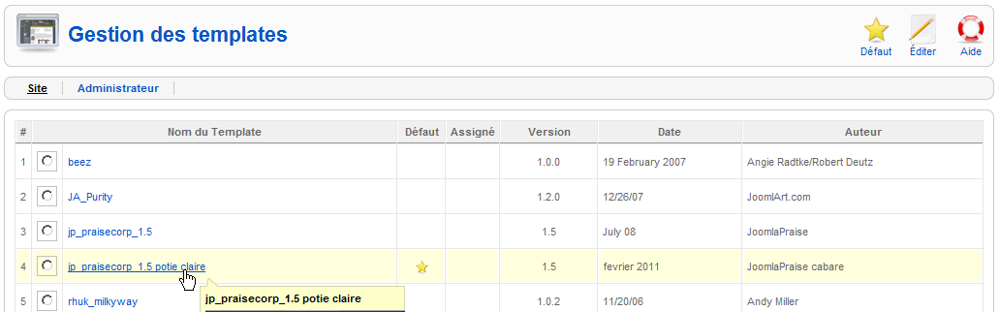 Gestion des templates
Défaut Éditer Aide
Site Administrateur
# Nom du Template Défaut Assigné Version Date Auteur
1 beez 1.0.0 19 February 2007 Angie Radtke/Robert Deutz
2 JA_Purity 1.2.0 12/26/07 JoomlArt.com
3 jp_praisecorp_1.5 1.5 July 08 JoomlaPraise
4 jp_praisecorp_1.5 potie claire 1.5 fevrier 2011 JoomlaPraise cabare
jp_praisecorp_1.5 potie claire
5 rhuk_milkyway 1.0.2 11/20/06 Andy Miller